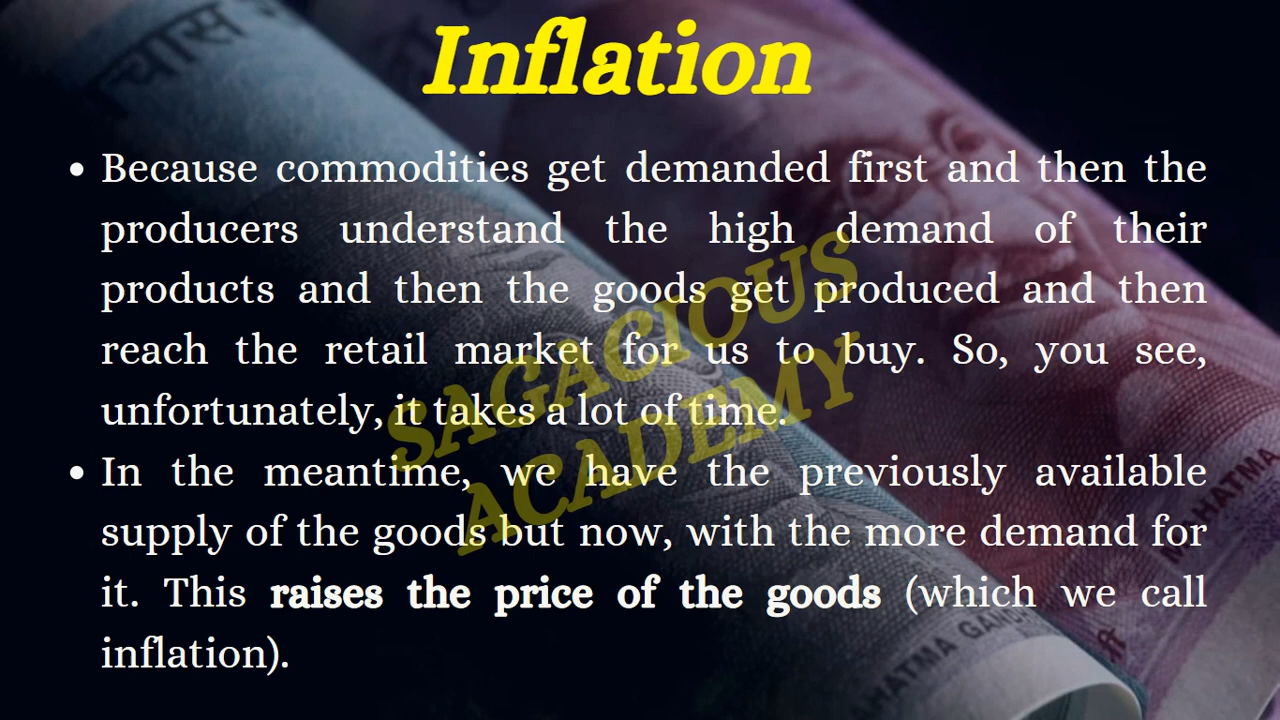 Inflation
• Because commodities get demanded first and then the
producers understand the high demand of their
products and then the goods get produced and then
reach the retail market for us to buy. So, you see,
unfortunately, it takes a lot of time.
• In the meantime, we have the previously available
supply of the goods but now, with the more demand for
it. This raises the price of the goods (which we call
inflation).
SAGACIOUS
ACADEMY